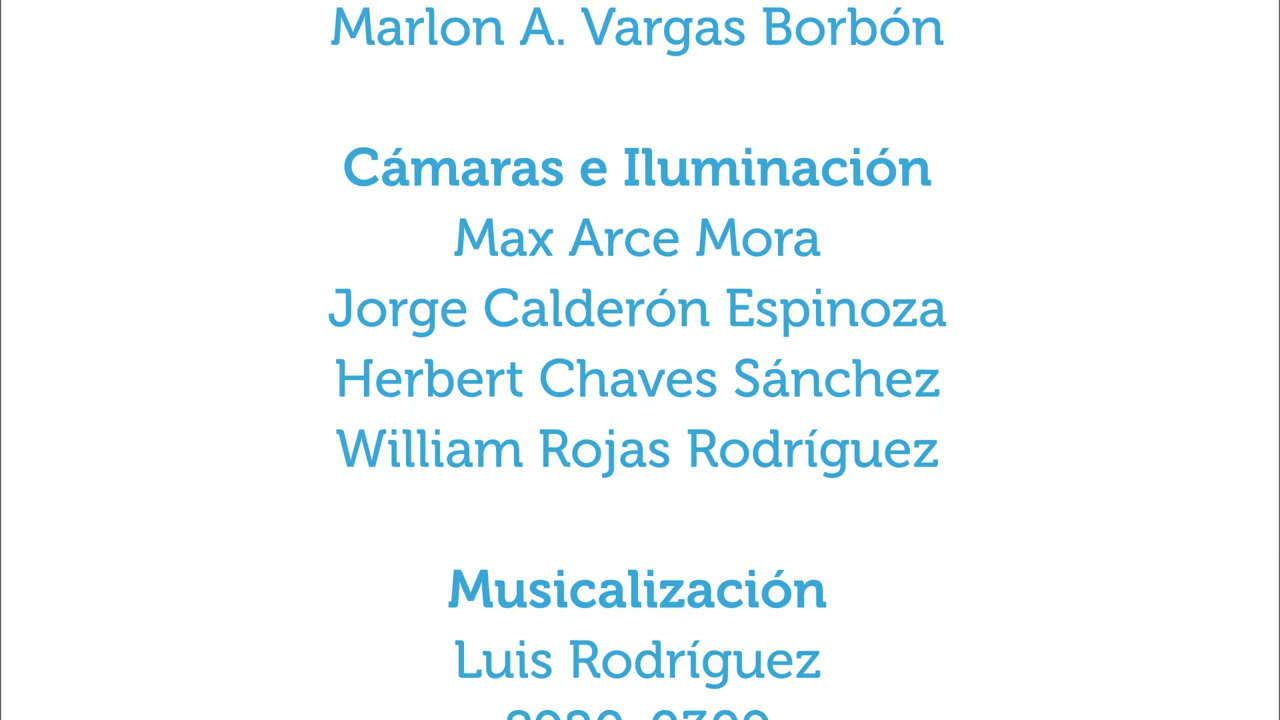 Marlon A. Vargas Borbón
Cámaras e Iluminación
Max Arce Mora
Jorge Calderón Espinoza
Herbert Chaves Sánchez
William Rojas Rodríguez
Musicalización
Luis Rodríguez